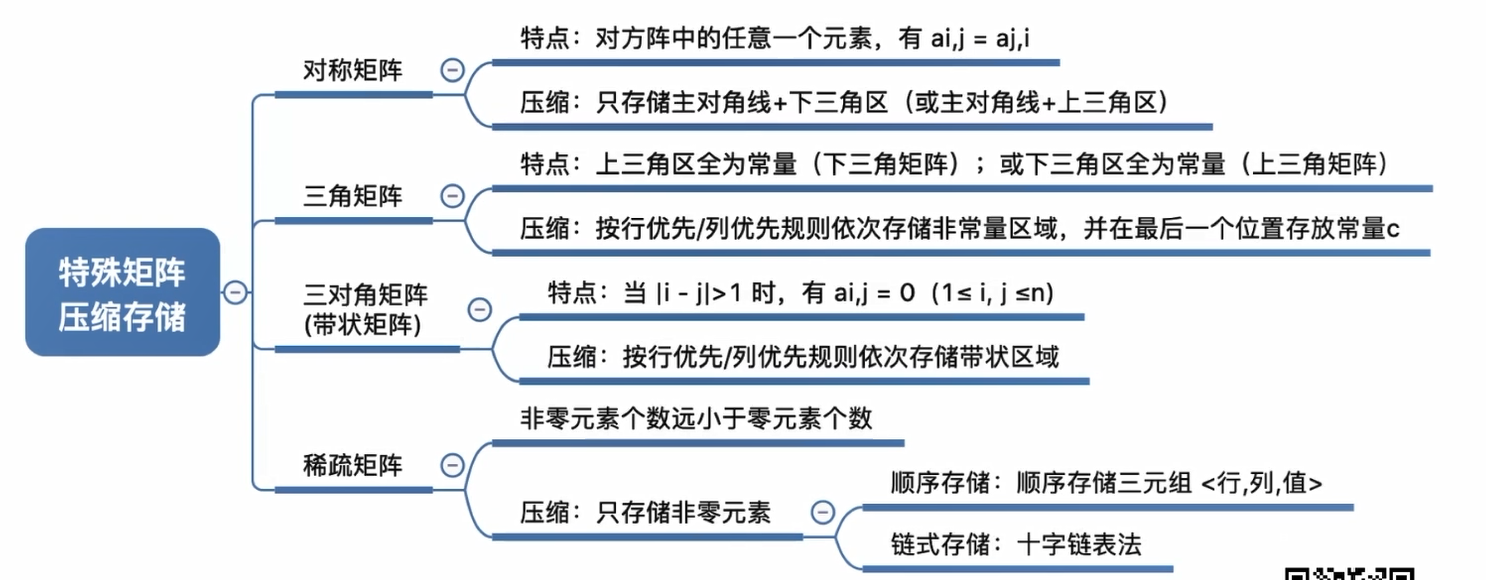 特殊矩阵
压缩存储
对称矩阵
特点：对方阵中的任意一个元素，有 ai,j = aj,i
压缩：只存储主对角线+下三角区（或主对角线+上三角区）
三角矩阵
特点：上三角区全为常量（下三角矩阵）；或下三角区全为常量（上三角矩阵）
压缩：按行优先/列优先规则依次存储非常量区域，并在最后一个位置存放常量c
三对角矩阵
(带状矩阵)
特点：当 |i - j|>1 时，有 ai,j = 0（1≤ i, j ≤n)
压缩：按行优先/列优先规则依次存储带状区域
稀疏矩阵
非零元素个数远小于零元素个数
压缩：只存储非零元素
顺序存储：顺序存储三元组 <行,列,值>
链式存储：十字链表法